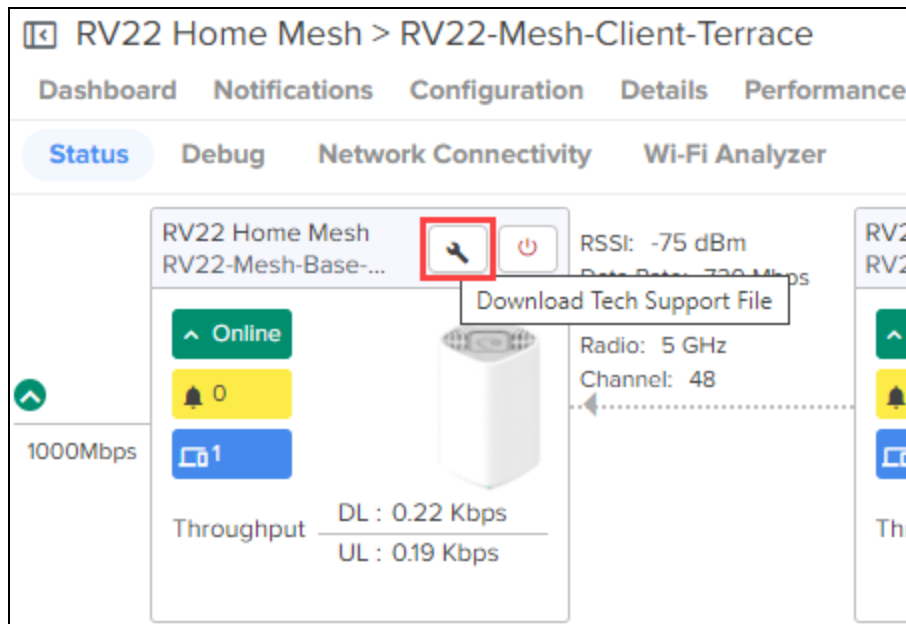 RV22 Home Mesh > RV22-Mesh-Client-Terrace
Dashboard Notifications Configuration Details Performance
Status Debug Network Connectivity Wi-Fi Analyzer
RV22 Home Mesh
RV22-Mesh-Base-...
RSSI: -75 dBm
Download Tech Support File
Online
Radio: 5 GHz
0
Channel: 48
1000Mbps
1
Throughput
DL : 0.22 Kbps
UL : 0.19 Kbps